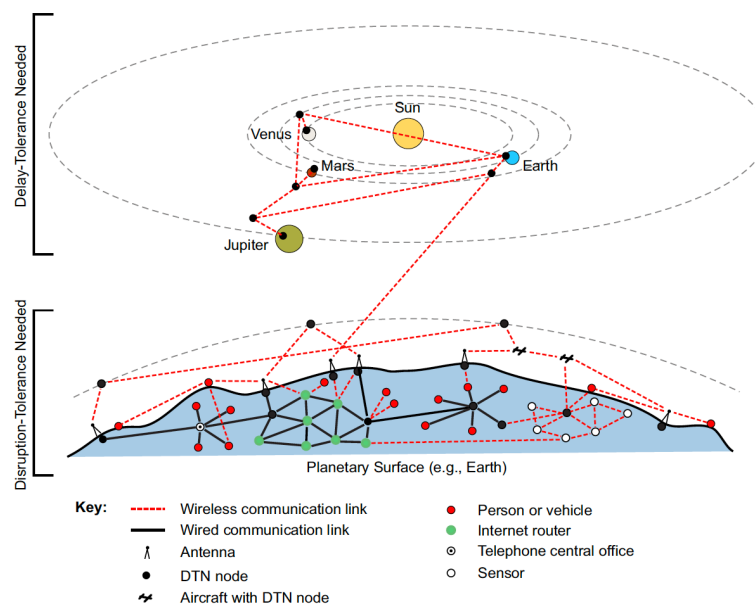 Delay-Tolerance Needed
Sun
Venus
Mars
Earth
Jupiter
Disruption-Tolerance Needed
Planetary Surface (e.g., Earth)
Key:
Wireless communication link
Wired communication link
Antenna
DTN node
Aircraft with DTN node
Person or vehicle
Internet router
Telephone central office
Sensor